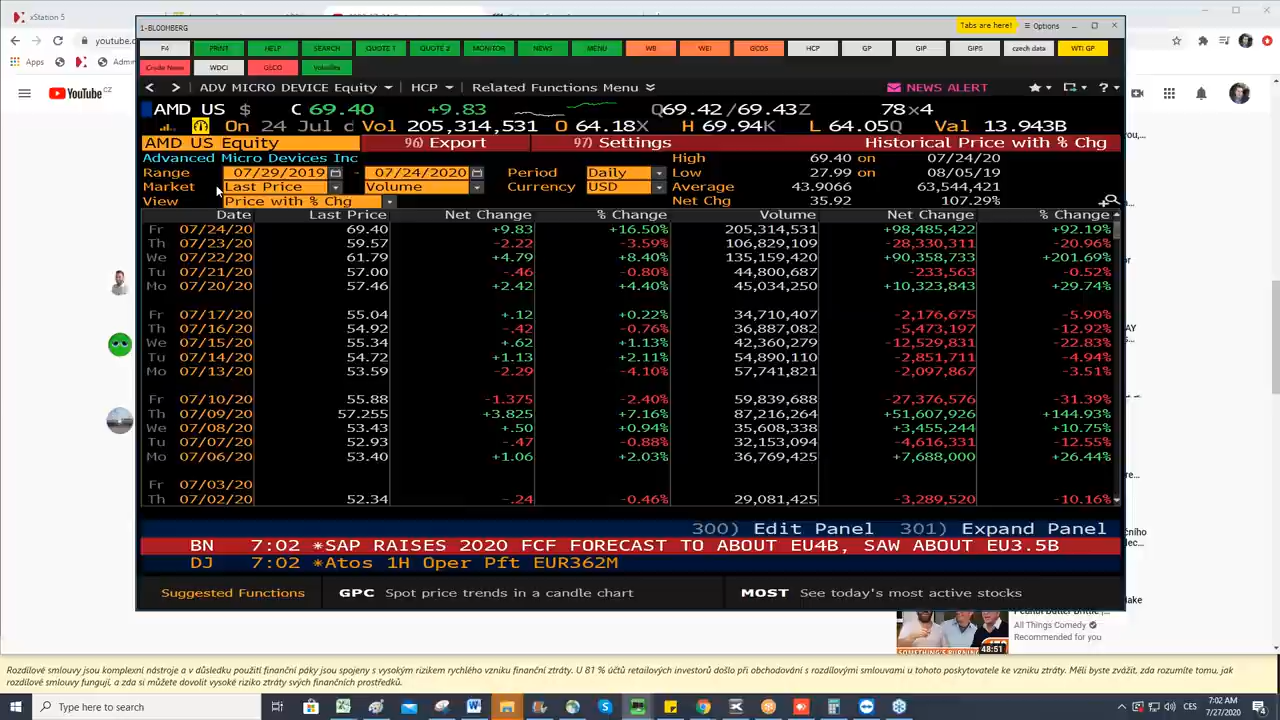 xStation 5
youtube.c
Apps
Admin
YouTube CZ
1-BLOOMBERG
Tabs are here!
Options
F4 PRINT HELP SEARCH QUOTE 1 QUOTE 2 MONITOR NEWS MENU WB WEI GCDS HCP GP GIP GIP5 czech data WTI GP
Crude News WDCI GECO Volatilita
ADV MICRO DEVICE Equity HCP Related Functions Menu NEWS ALERT
AMD US $ C 69.40 +9.83 Q69.42/69.43Z 78x4
On 24 Jul d Vol 205,314,531 O 64.18X H 69.94K L 64.05Q Val 13.943B
AMD US Equity 96) Export 97) Settings Historical Price with % Chg
Advanced Micro Devices Inc High 69.40 on 07/24/20
Range 07/29/2019 - 07/24/2020 Period Daily Low 27.99 on 08/05/19
Market Last Price Volume Currency USD Average 43.9066 63,544,421
View Price with % Chg Net Chg 35.92 107.29%
Date Last Price Net Change % Change Volume Net Change % Change
Fr 07/24/20 69.40 +9.83 +16.50% 205,314,531 +98,485,422 +92.19%
Th 07/23/20 59.57 -2.22 -3.59% 106,829,109 -28,330,311 -20.96%
We 07/22/20 61.79 +4.79 +8.40% 135,159,420 +90,358,733 +201.69%
Tu 07/21/20 57.00 -.46 -0.80% 44,800,687 -233,563 -0.52%
Mo 07/20/20 57.46 +2.42 +4.40% 45,034,250 +10,323,843 +29.74%
Fr 07/17/20 55.04 +.12 +0.22% 34,710,407 -2,176,675 -5.90%
Th 07/16/20 54.92 -.42 -0.76% 36,887,082 -5,473,197 -12.92%
We 07/15/20 55.34 +.62 +1.13% 42,360,279 -12,529,831 -22.83%
Tu 07/14/20 54.72 +1.13 +2.11% 54,890,110 -2,851,711 -4.94%
Mo 07/13/20 53.59 -2.29 -4.10% 57,741,821 -2,097,867 -3.51%
Fr 07/10/20 55.88 -1.375 -2.40% 59,839,688 -27,376,576 -31.39%
Th 07/09/20 57.255 +3.825 +7.16% 87,216,264 +51,607,926 +144.93%
We 07/08/20 53.43 +.50 +0.94% 35,608,338 +3,455,244 +10.75%
Tu 07/07/20 52.93 -.47 -0.88% 32,153,094 -4,616,331 -12.55%
Mo 07/06/20 53.40 +1.06 +2.03% 36,769,425 +7,688,000 +26.44%
Fr 07/03/20
Th 07/02/20 52.34 -.24 -0.46% 29,081,425 -3,289,520 -10.16%
300) Edit Panel 301) Expand Panel
BN 7:02 *SAP RAISES 2020 FCF FORECAST TO ABOUT EU4B, SAW ABOUT EU3.5B
DJ 7:02 *Atos 1H Oper Pft EUR362M
Suggested Functions GPC Spot price trends in a candle chart MOST See today's most active stocks
All Things Comedy
Recommended for you
48:51
Rozdílové smlouvy jsou komplexní nástroje a v důsledku použití finanční páky jsou spojeny s vysokým rizikem rychlého vzniku finanční ztráty. U 81 % účtů retailových investorů došlo při obchodování s rozdílovými smlouvami u tohoto poskytovatele ke vzniku ztráty. Měli byste zvážit, zda rozumíte tomu, jak
rozdílové smlouvy fungují, a zda si můžete dovolit vysoké riziko ztráty svých finančních prostředků.
Type here to search
CES
7:02 AM
7/27/2020